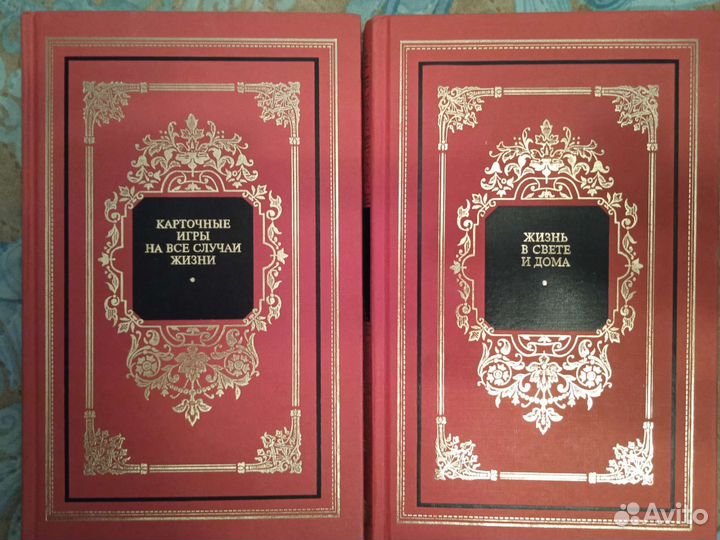 КАРТОЧНЫЕ
ИГРЫ
НА ВСЕ СЛУЧАИ
ЖИЗНИ
ЖИЗНЬ
В СВЕТЕ
И ДОМА
Avito